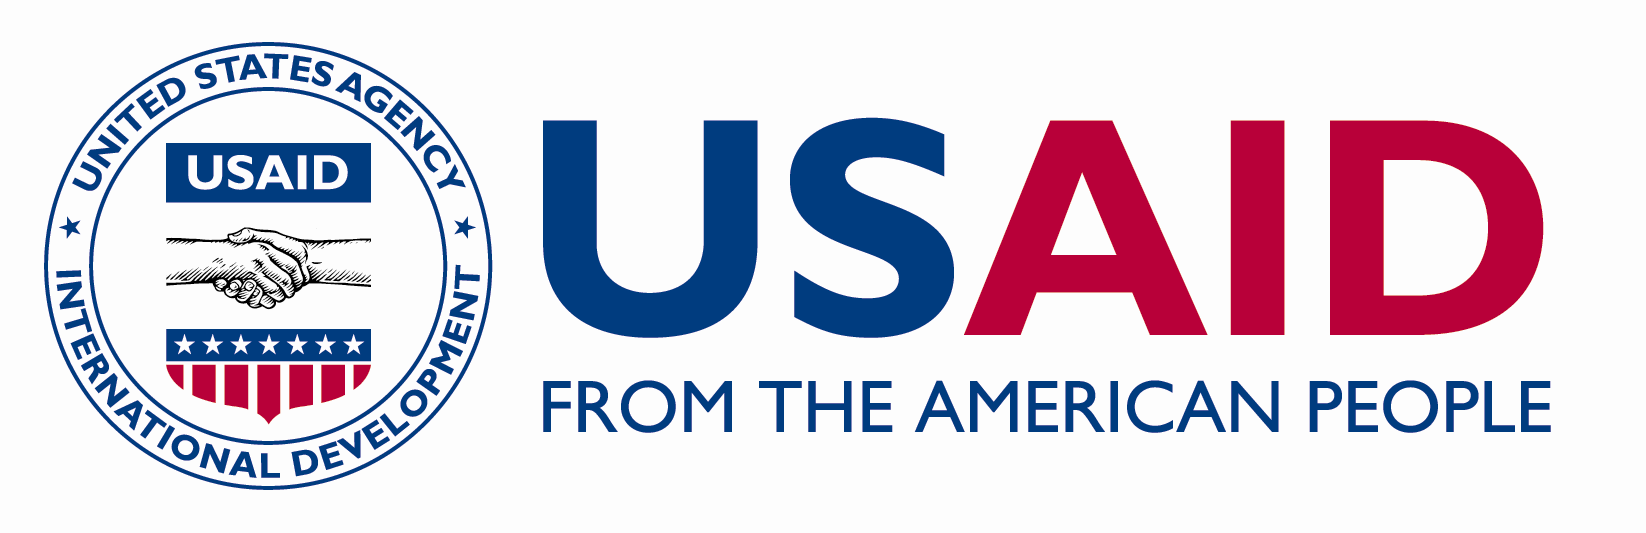 UNITED STATES AGENCY
USAID
INTERNATIONAL DEVELOPMENT
USAID
FROM THE AMERICAN PEOPLE